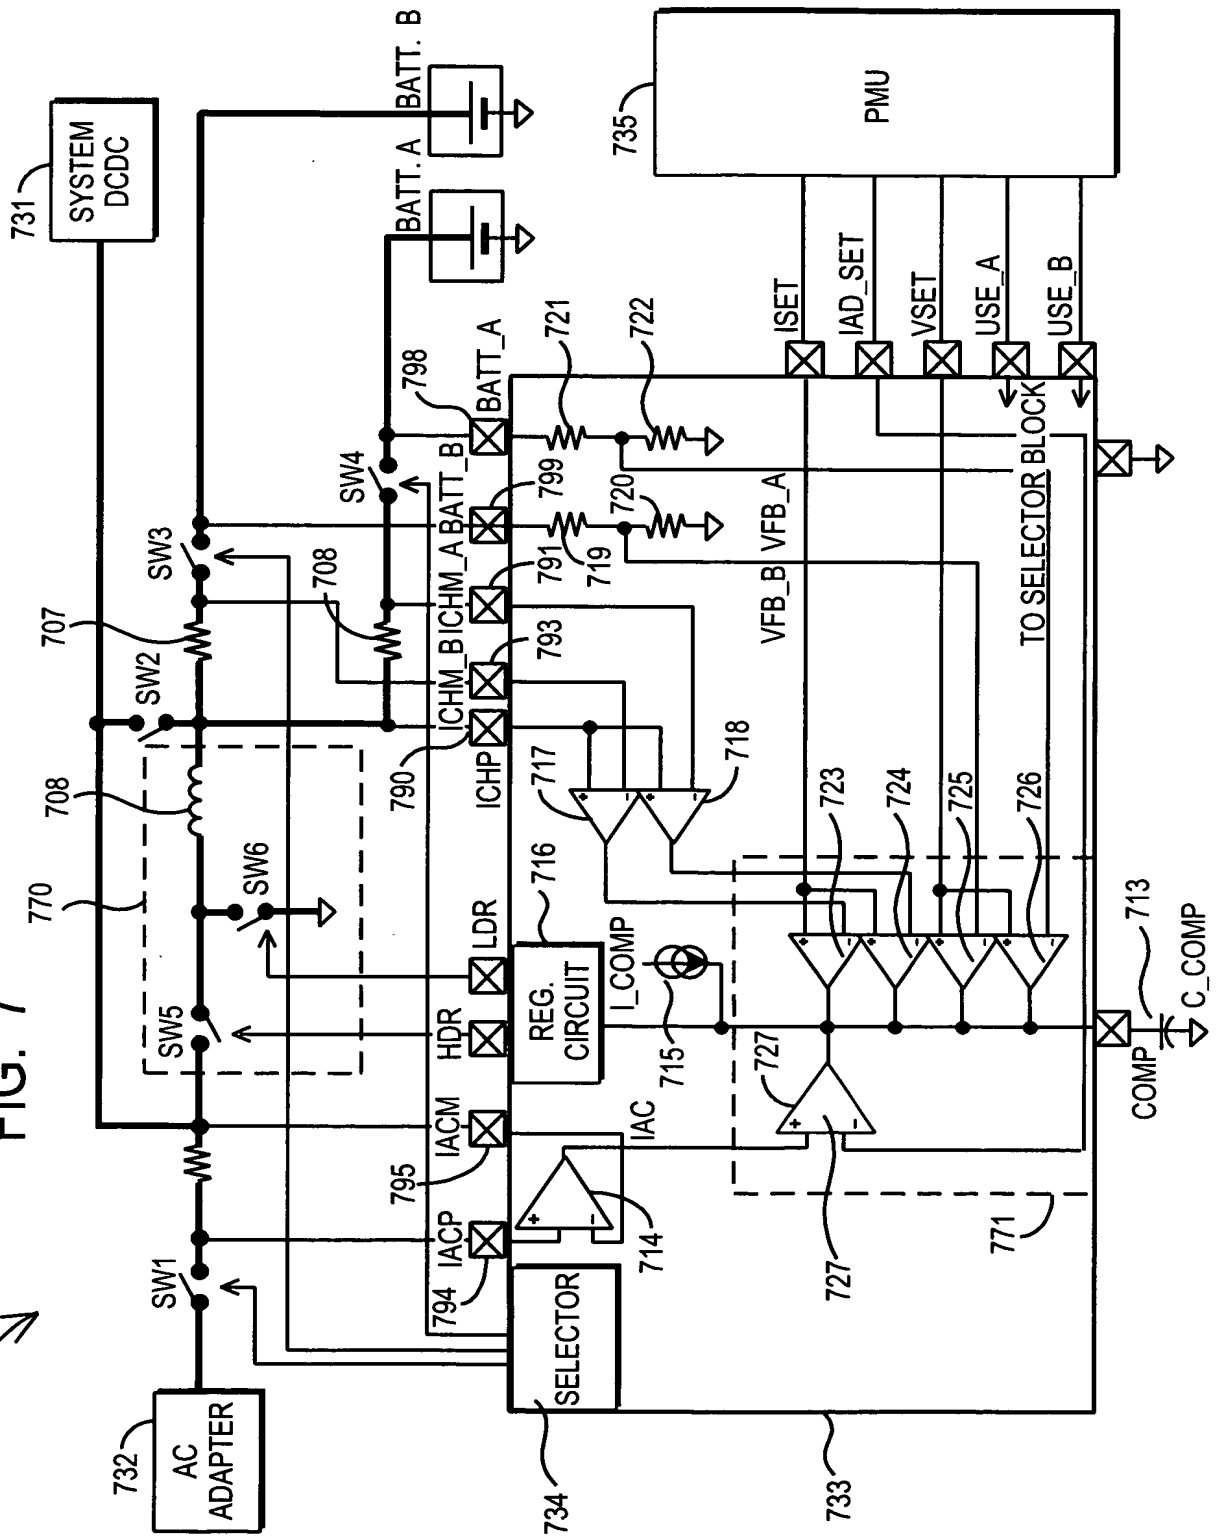 FIG. 7
731
SYSTEM
DCDC
BATT. B
BATT. A
735
PMU
732
AC
ADAPTER
SW1
SW5
770
708
SW6
SW2
707
SW3
708
SW4
794
IACP
795
IACM
HDR
LDR
790
ICHP
ICHM_B
793
ICHM_A
791
BATT_B
799
798
BATT_A
734
SELECTOR
714
REG.
CIRCUIT
716
I_COMP
715
717
718
719
720
721
722
IAC
727
727
723
724
725
726
VFB_B
VFB_A
TO SELECTOR BLOCK
ISET
IAD_SET
VSET
USE_A
USE_B
733
771
COMP
713
C_COMP